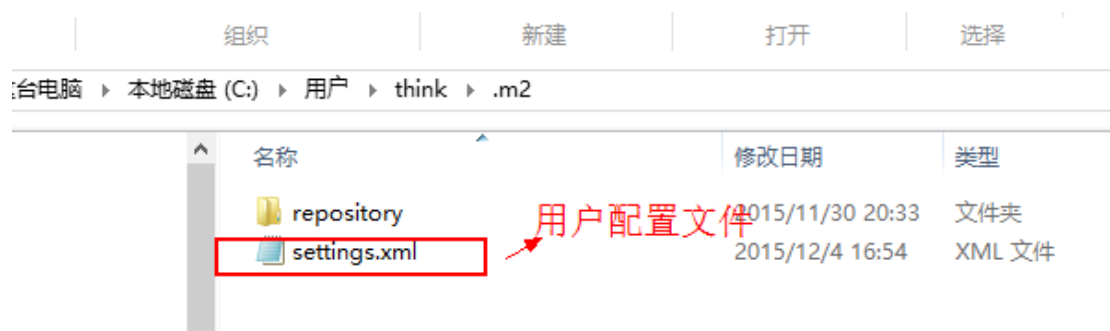 组织 新建 打开 选择
台电脑 ▸ 本地磁盘 (C:) ▸ 用户 ▸ think ▸ .m2
名称 修改日期 类型
repository 2015/11/30 20:33 文件夹
用户配置文件
settings.xml 2015/12/4 16:54 XML 文件